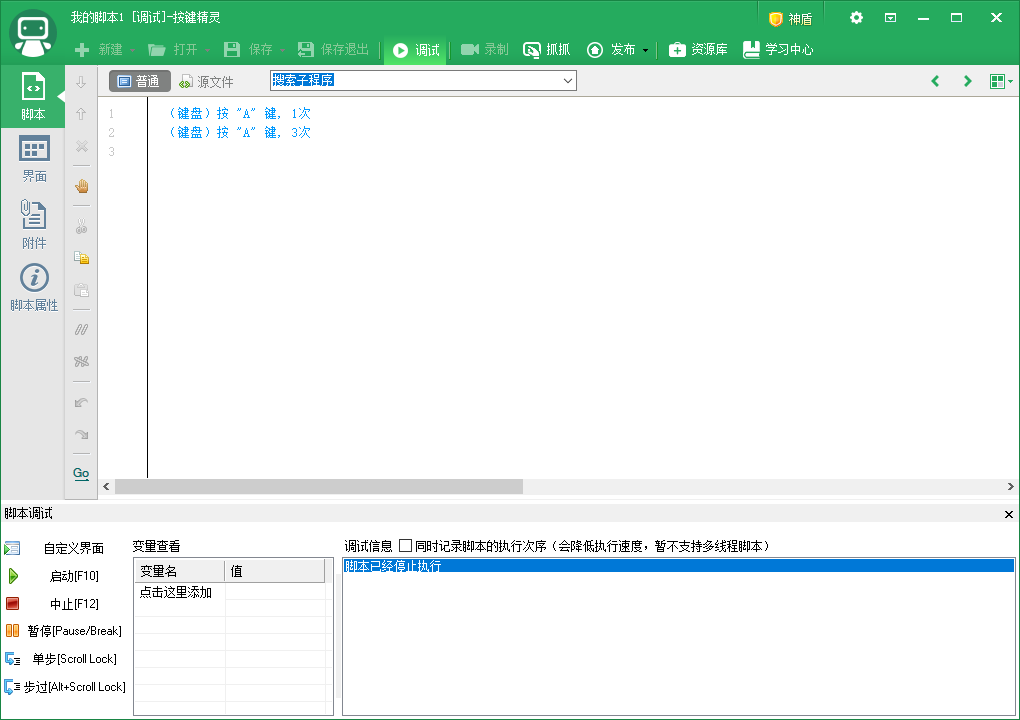 我的脚本1 [调试]-按键精灵
神盾
新建 打开 保存 保存退出 调试 录制 抓抓 发布 资源库 学习中心
脚本
界面
附件
脚本属性
Go
普通 源文件 搜索子程序
1 （键盘）按 "A" 键, 1次
2 （键盘）按 "A" 键, 3次
3
脚本调试
自定义界面
启动[F10]
中止[F12]
暂停[Pause/Break]
单步[Scroll Lock]
步过[Alt+Scroll Lock]
变量查看
变量名 值
点击这里添加
调试信息 同时记录脚本的执行次序（会降低执行速度，暂不支持多线程脚本）
脚本已经停止执行